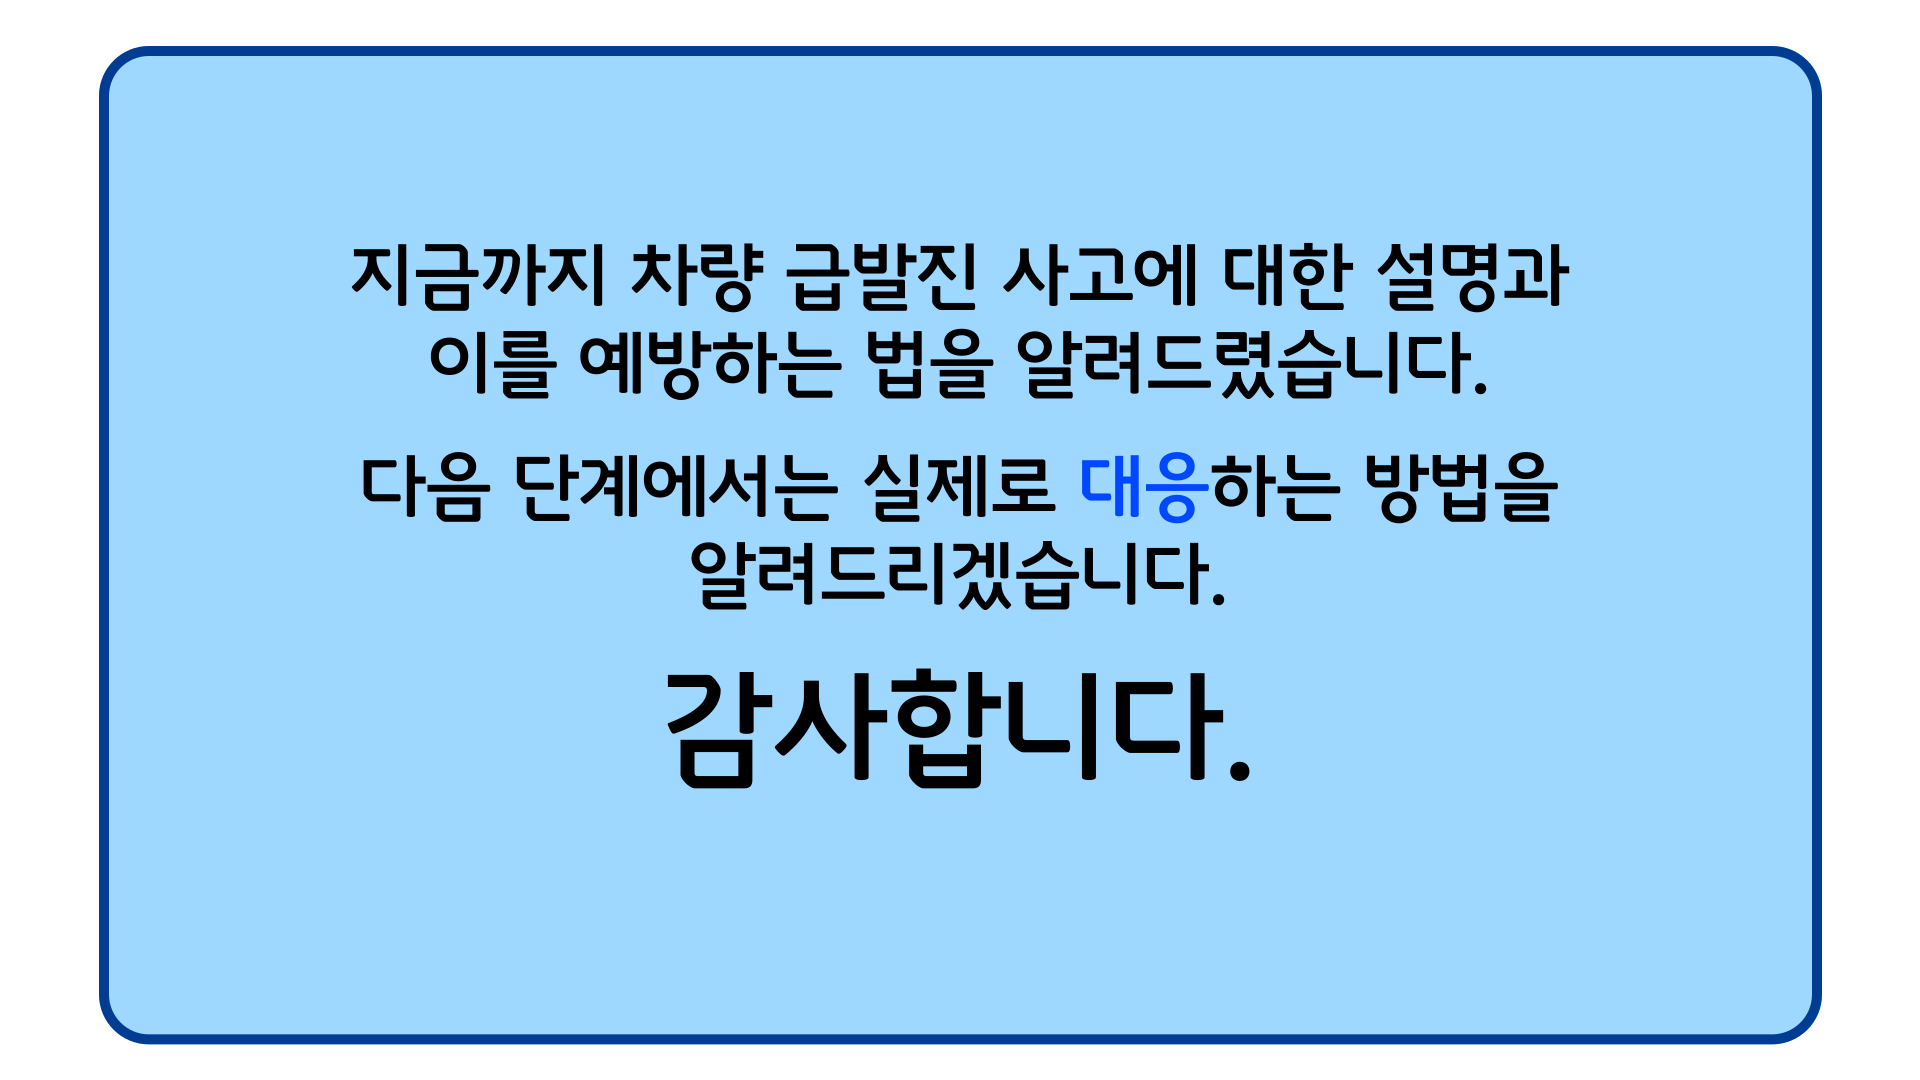 지금까지 차량 급발진 사고에 대한 설명과
이를 예방하는 법을 알려드렸습니다.
다음 단계에서는 실제로 대응하는 방법을
알려드리겠습니다.
감사합니다.